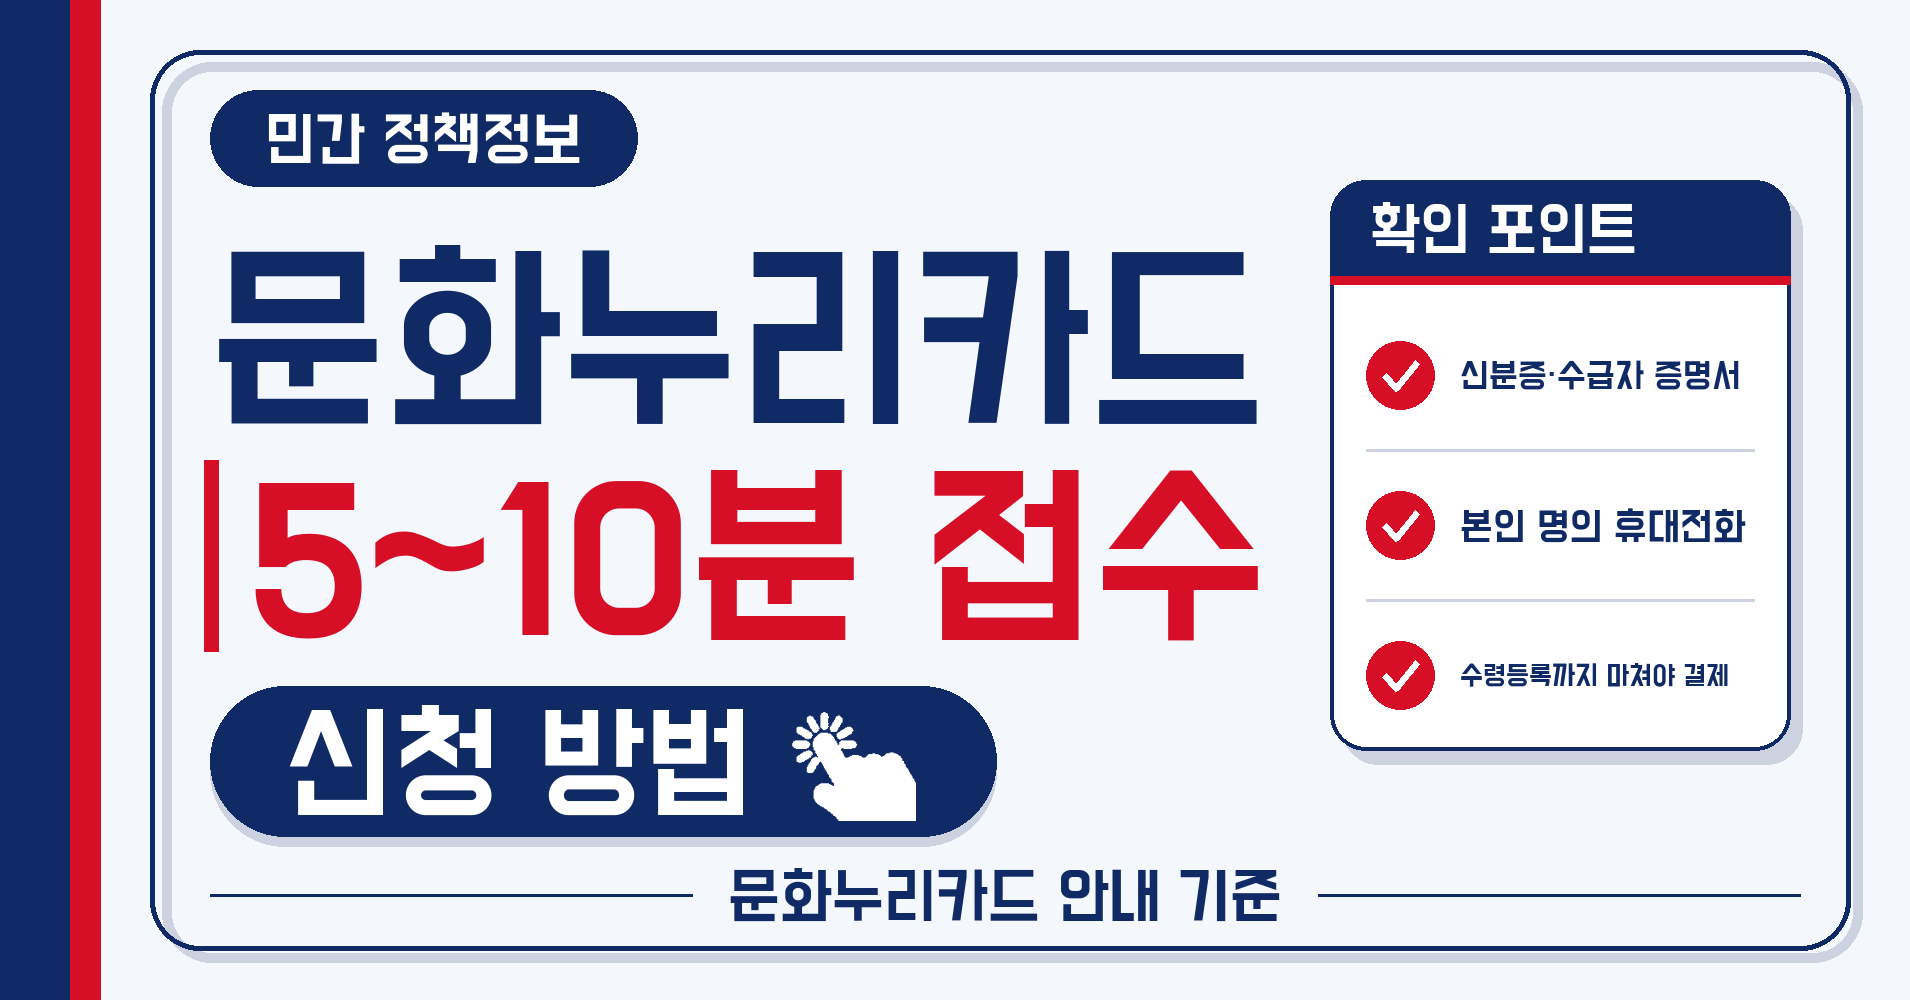 민간 정책정보
문화누리카드
5~10분 접수
신청 방법
확인 포인트
신분증·수급자 증명서
본인 명의 휴대전화
수령등록까지 마쳐야 결제
문화누리카드 안내 기준